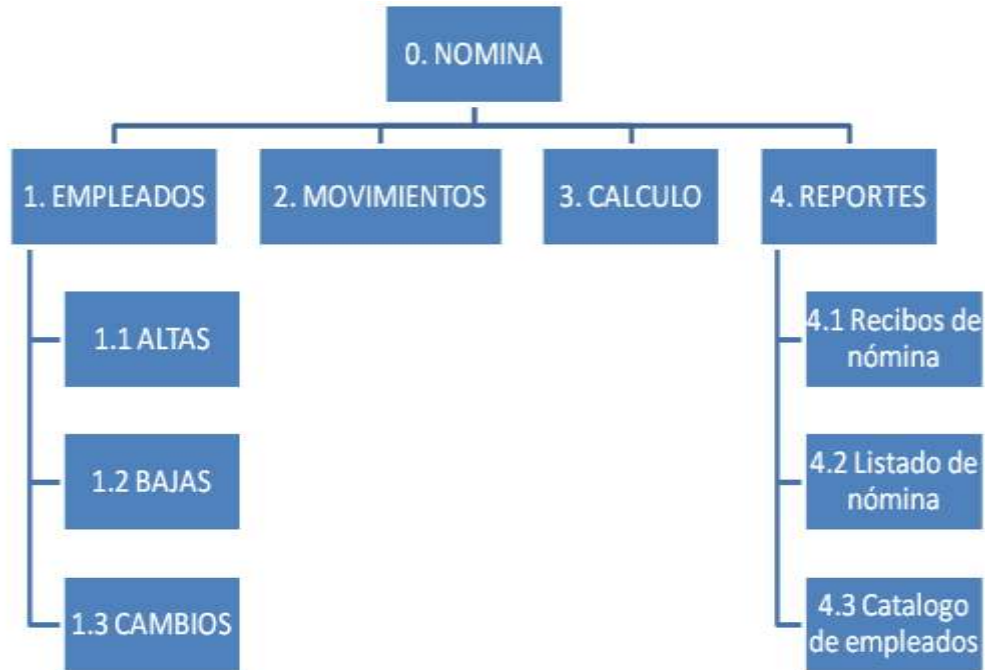 0. NOMINA
1. EMPLEADOS
2. MOVIMIENTOS
3. CALCULO
4. REPORTES
1.1 ALTAS
1.2 BAJAS
1.3 CAMBIOS
4.1 Recibos de
nómina
4.2 Listado de
nómina
4.3 Catalogo
de empleados